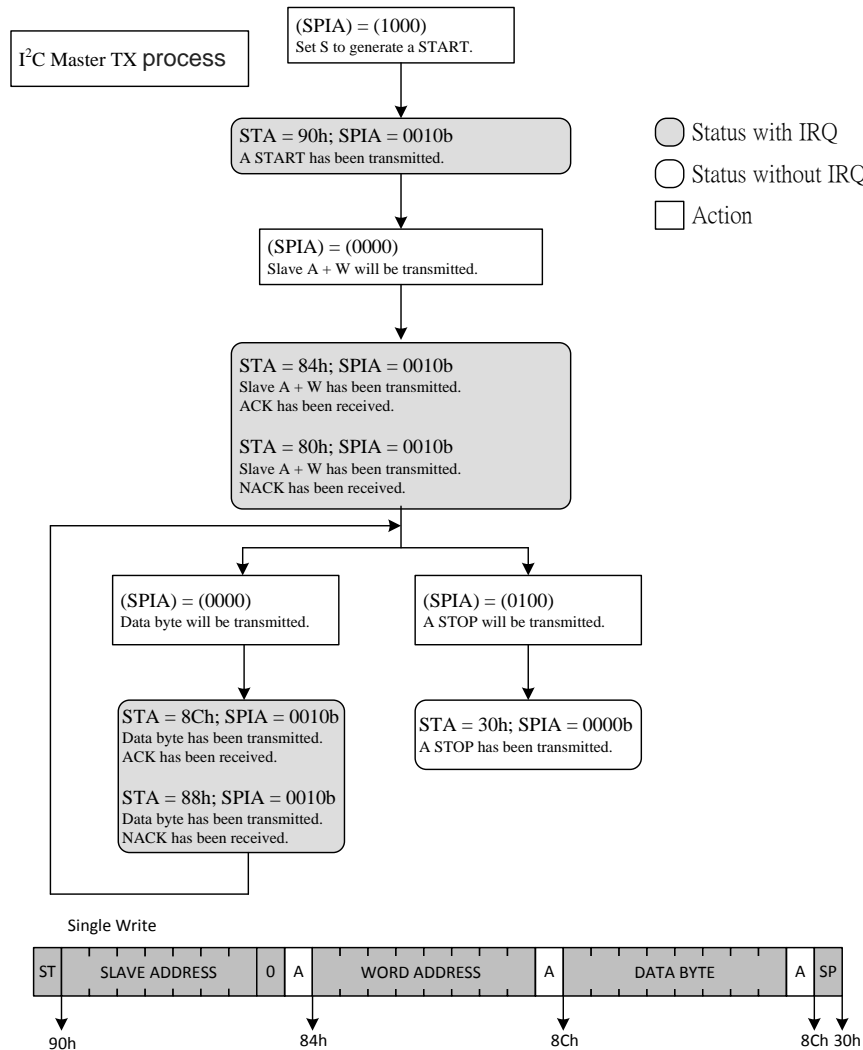 I²C Master TX process
(SPIA) = (1000)
Set S to generate a START.
STA = 90h; SPIA = 0010b
A START has been transmitted.
Status with IRQ
Status without IRQ
Action
(SPIA) = (0000)
Slave A + W will be transmitted.
STA = 84h; SPIA = 0010b
Slave A + W has been transmitted.
ACK has been received.
STA = 80h; SPIA = 0010b
Slave A + W has been transmitted.
NACK has been received.
(SPIA) = (0000)
Data byte will be transmitted.
(SPIA) = (0100)
A STOP will be transmitted.
STA = 8Ch; SPIA = 0010b
Data byte has been transmitted.
ACK has been received.
STA = 88h; SPIA = 0010b
Data byte has been transmitted.
NACK has been received.
STA = 30h; SPIA = 0000b
A STOP has been transmitted.
Single Write
ST SLAVE ADDRESS 0 A WORD ADDRESS A DATA BYTE A SP
90h 84h 8Ch 8Ch 30h